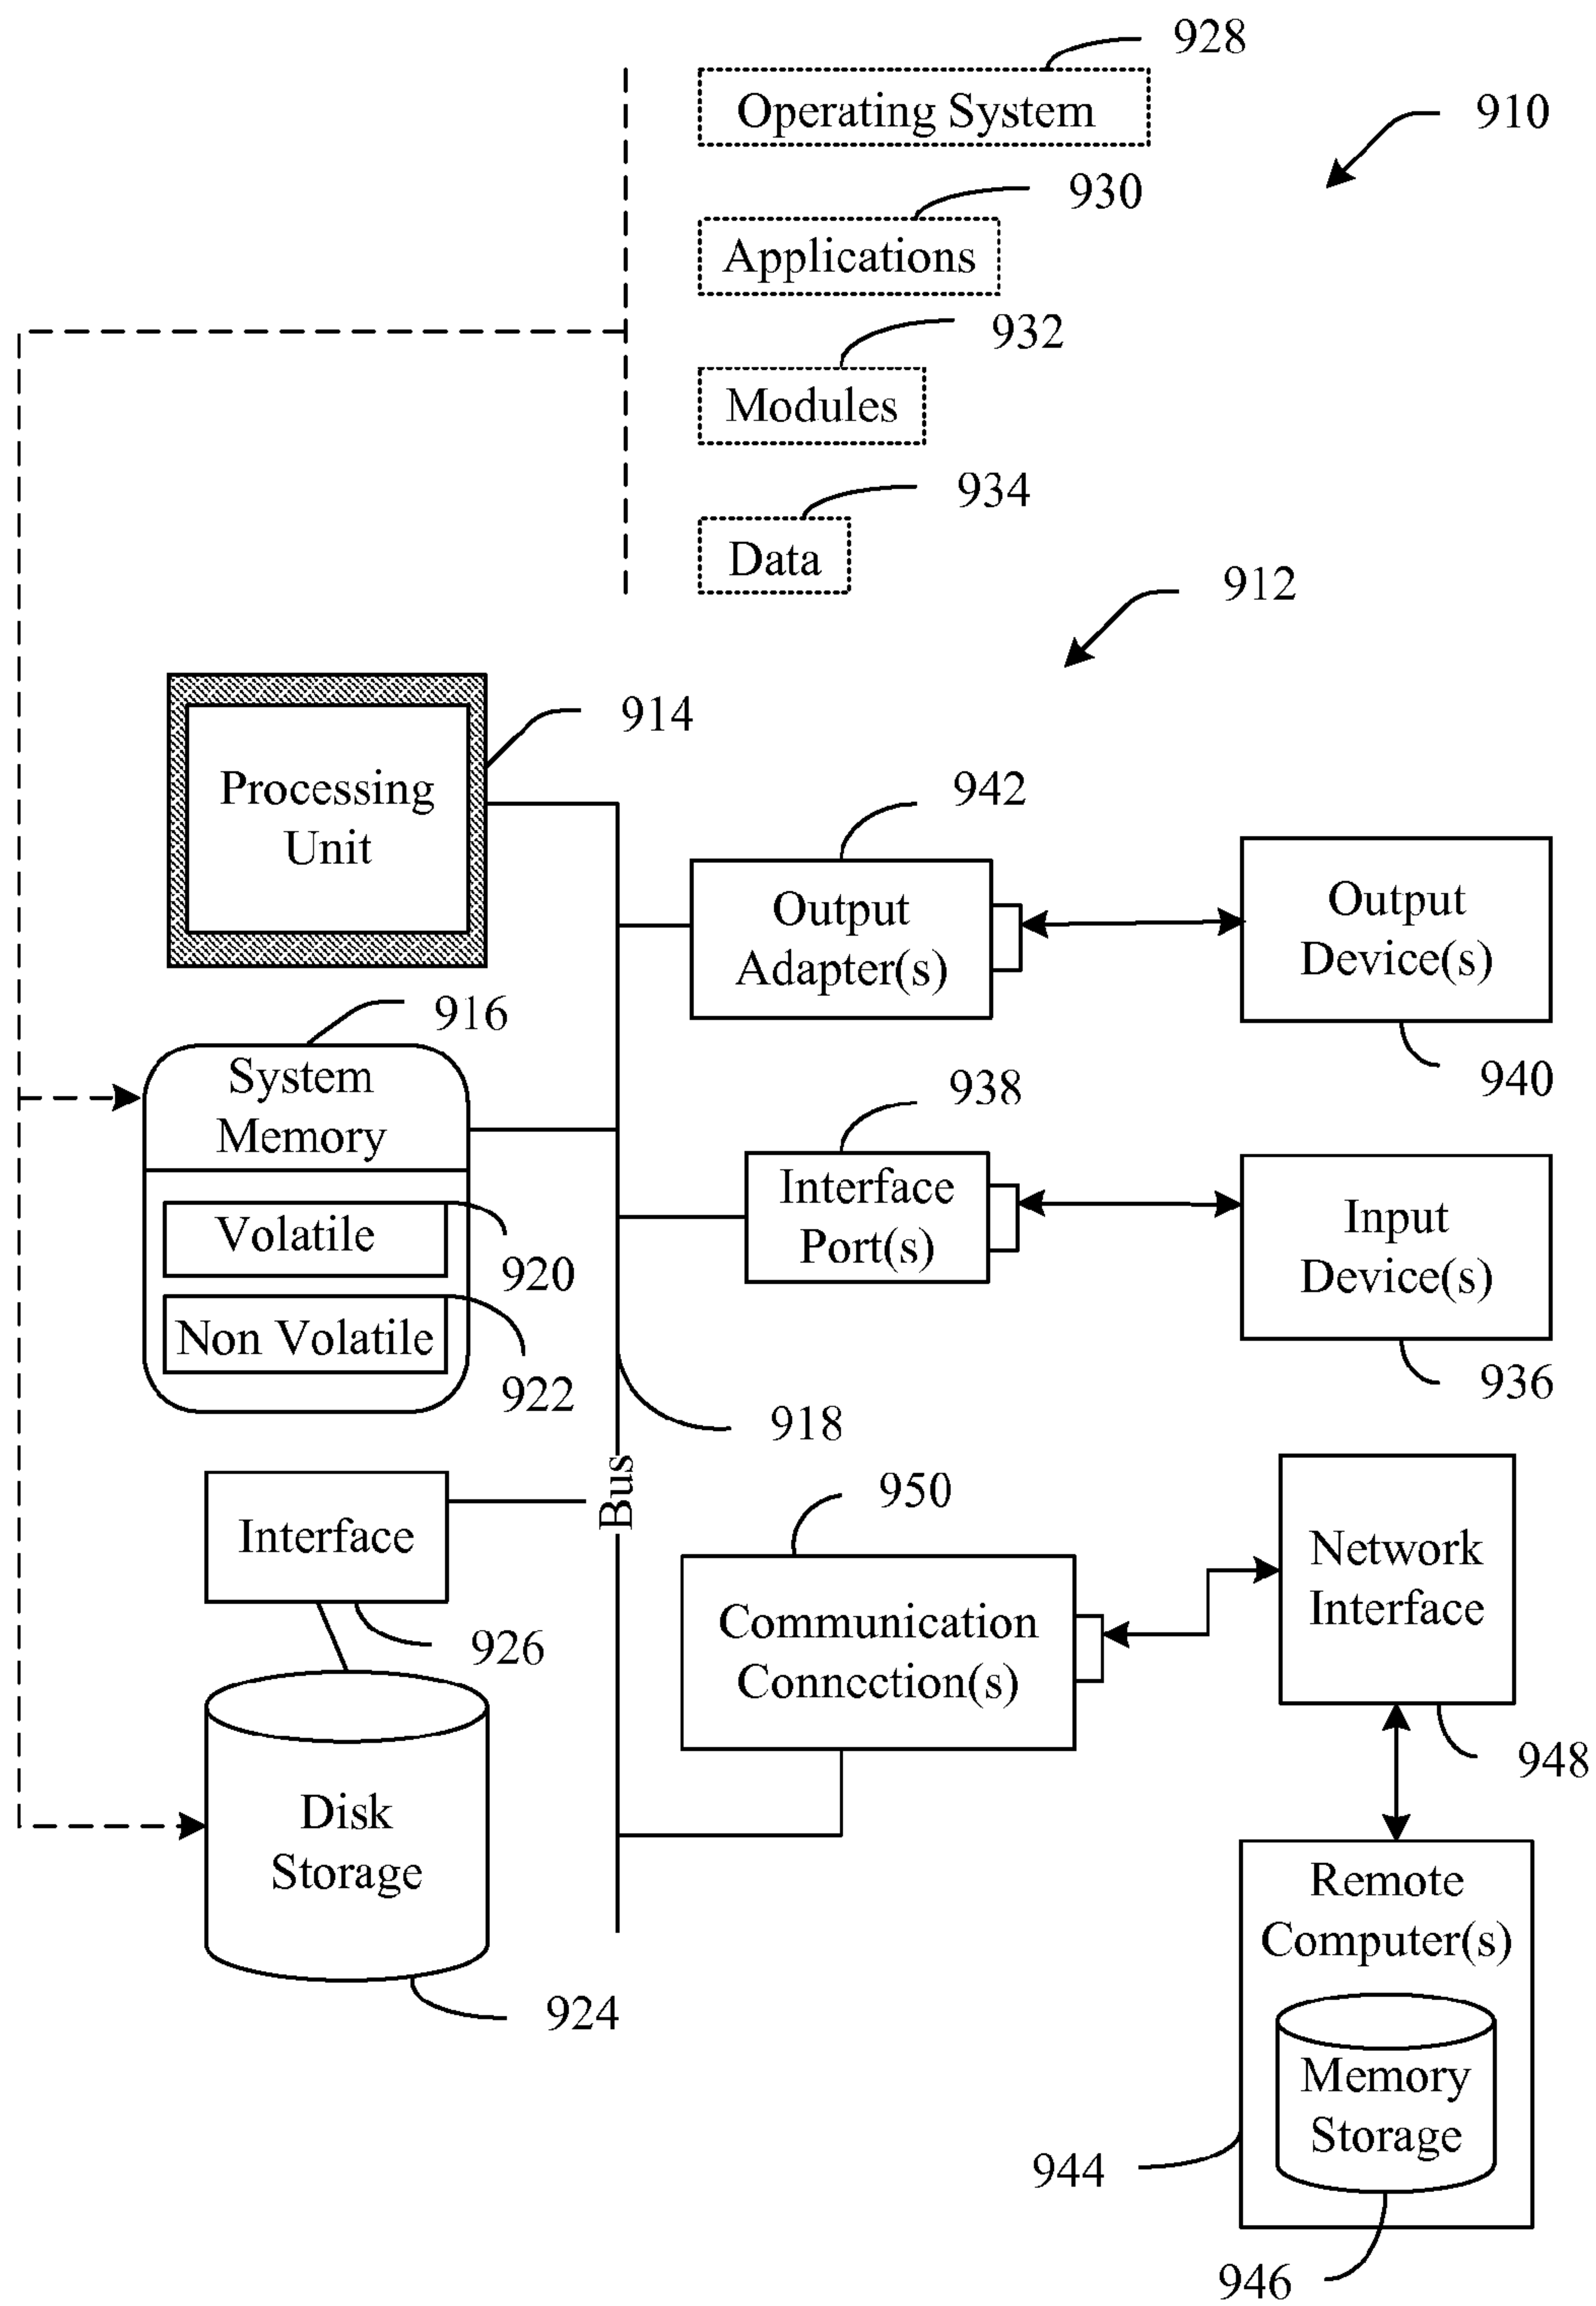 928
Operating System
910
930
Applications
932
Modules
934
Data
912
914
Processing
Unit
942
Output
Adapter(s)
Output
Device(s)
940
916
System
Memory
Volatile
920
Non Volatile
922
938
Interface
Port(s)
Input
Device(s)
936
918
Bus
Interface
926
950
Communication
Connection(s)
Network
Interface
948
Disk
Storage
924
Remote
Computer(s)
Memory
Storage
944
946